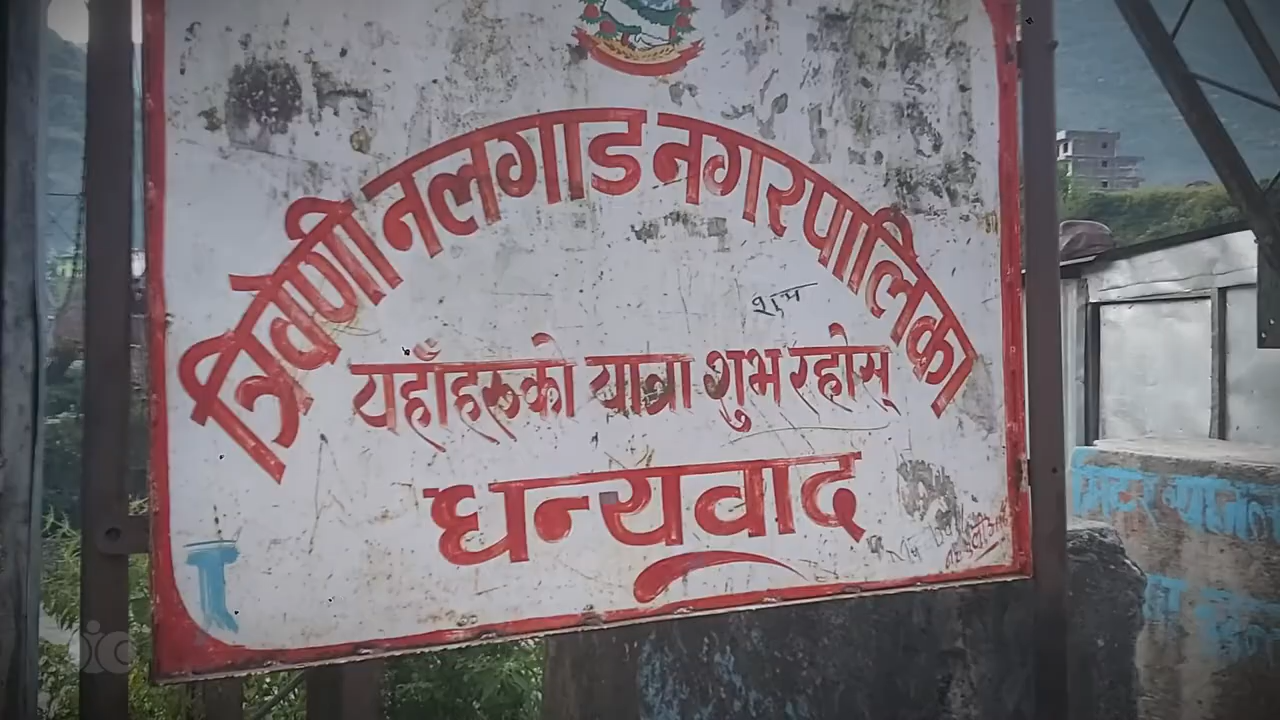 त्रिवेणी नलगाड नगरपालिका
शुभ
यहाँहरुको यात्रा शुभ रहोस्
धन्यवाद